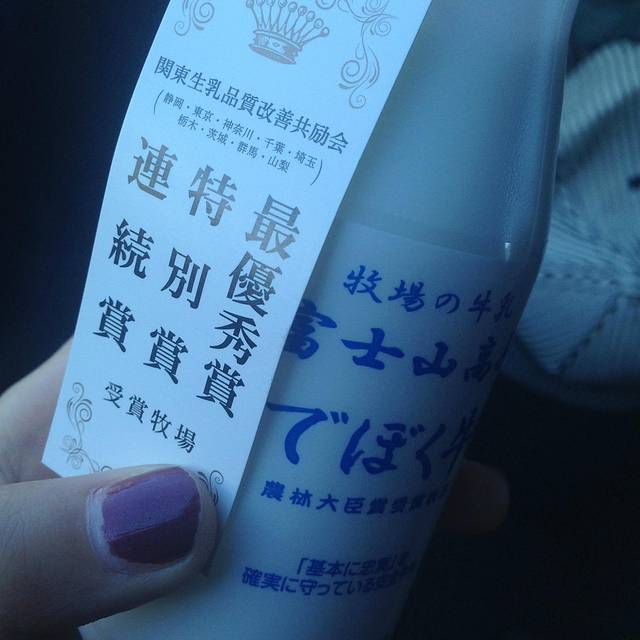 関東生乳品質改善共励会
(静岡・東京・神奈川・千葉・埼玉
栃木・茨城・群馬・山梨)
最優秀賞
特別賞
連続賞
受賞牧場
牧場の牛乳
富士山高
でぼく牛
農林大臣賞受賞
「基本に忠実」を
確実に守っている